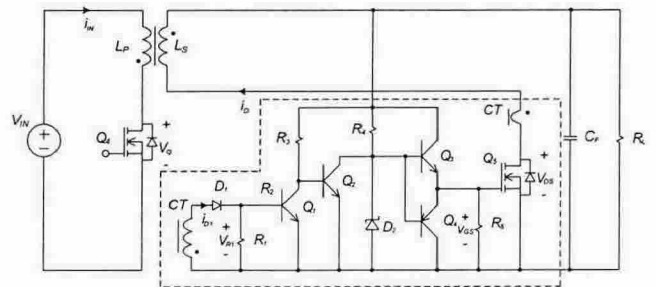 i_IN
L_P
L_S
i_D
CT
V_IN
Q_6
+
V_Q
-
R_3
R_4
Q_3
Q_5
+
V_DS
-
C_F
R_L
D_1
R_2
Q_1
Q_2
CT
i_D1
+
V_R1
-
R_1
D_2
Q_4
+
V_GS
-
R_5